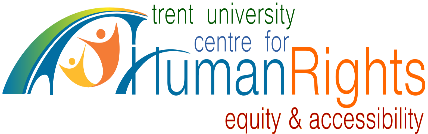 trent university
centre for
HumanRights
equity & accessibility